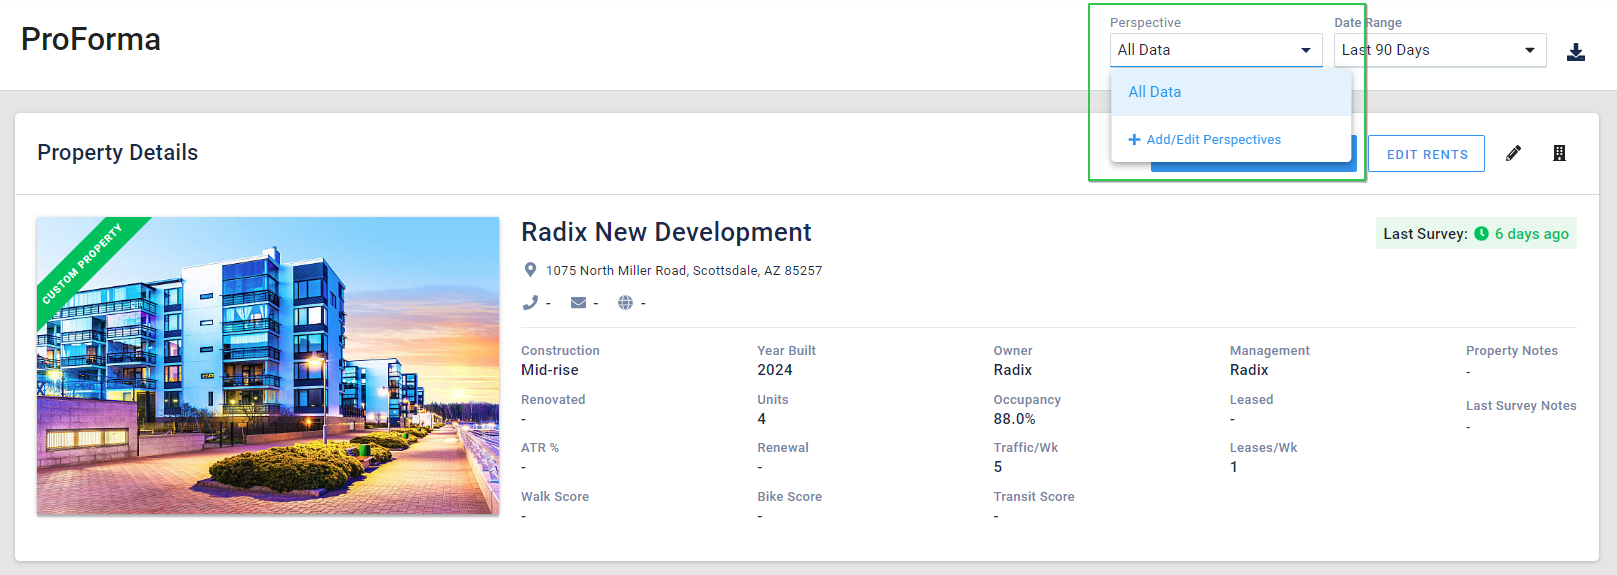 ProForma
Perspective
All Data
Date Range
Last 90 Days
All Data
Add/Edit Perspectives
Property Details
EDIT RENTS
CUSTOM PROPERTY
Radix New Development
Last Survey: 6 days ago
1075 North Miller Road, Scottsdale, AZ 85257
- - -
Construction
Mid-rise
Year Built
2024
Owner
Radix
Management
Radix
Property Notes
-
Renovated
-
Units
4
Occupancy
88.0%
Leased
-
Last Survey Notes
-
ATR %
-
Renewal
-
Traffic/Wk
5
Leases/Wk
1
Walk Score
-
Bike Score
-
Transit Score
-